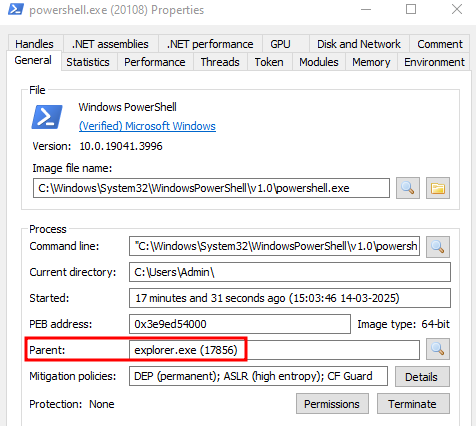 powershell.exe (20108) Properties
Handles .NET assemblies .NET performance GPU Disk and Network Comment
General Statistics Performance Threads Token Modules Memory Environment
File
Windows PowerShell
(Verified) Microsoft Windows
Version: 10.0.19041.3996
Image file name:
C:\Windows\System32\WindowsPowerShell\v1.0\powershell.exe
Process
Command line: "C:\Windows\System32\WindowsPowerShell\v1.0\powersh
Current directory: C:\Users\Admin\
Started: 17 minutes and 31 seconds ago (15:03:46 14-03-2025)
PEB address: 0x3e9ed54000 Image type: 64-bit
Parent: explorer.exe (17856)
Mitigation policies: DEP (permanent); ASLR (high entropy); CF Guard Details
Protection: None Permissions Terminate